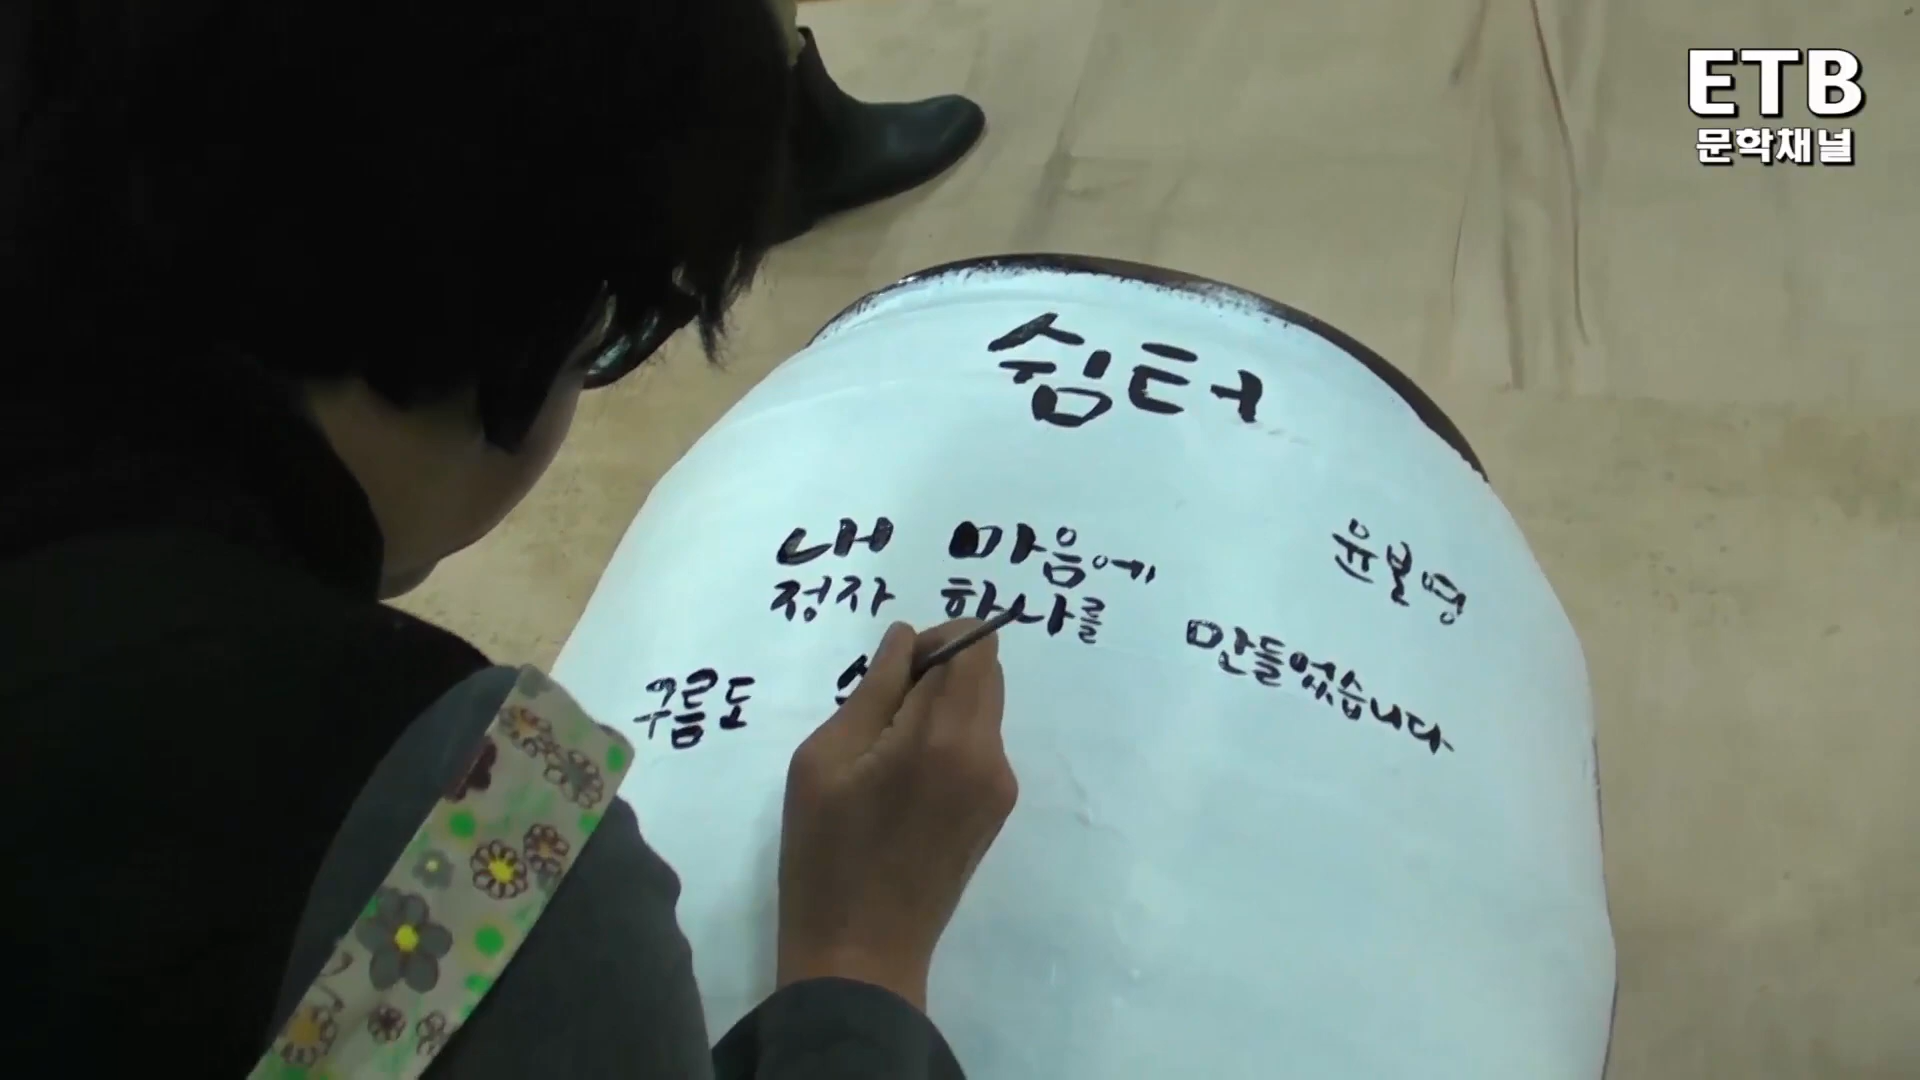 ETB
문학채널
쉼터
윤보영
내 마음에
정자 하나를 만들었습니다
구름도